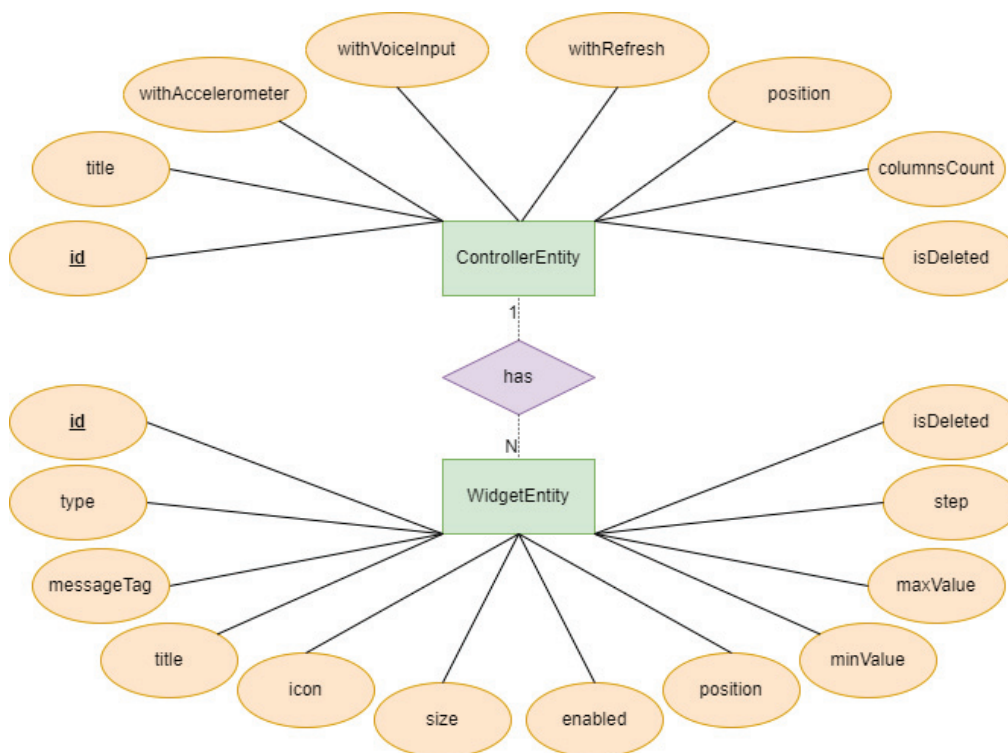 withVoiceInput
withRefresh
withAccelerometer
position
title
columnsCount
id
ControllerEntity
isDeleted
1
has
N
id
isDeleted
type
WidgetEntity
step
messageTag
maxValue
title
icon
size
enabled
position
minValue